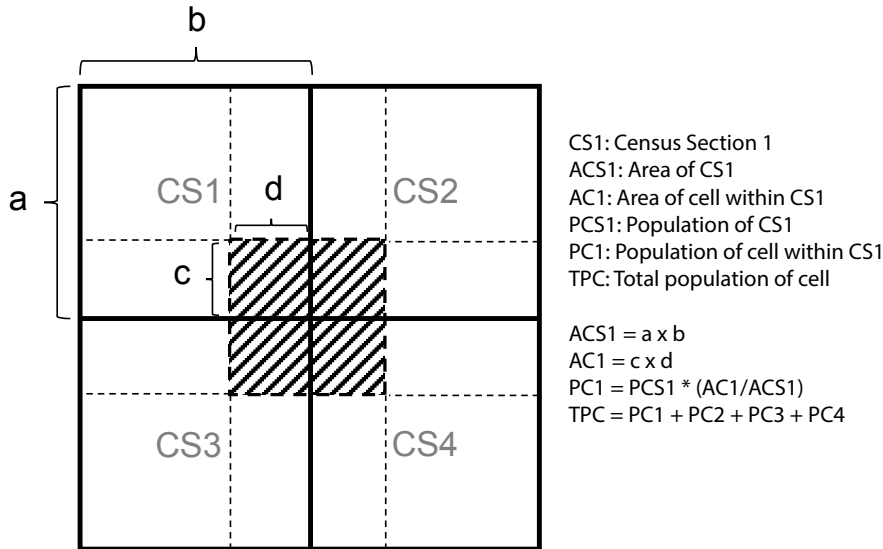 b
a
CS1
CS2
d
c
CS3
CS4
CS1: Census Section 1
ACS1: Area of CS1
AC1: Area of cell within CS1
PCS1: Population of CS1
PC1: Population of cell within CS1
TPC: Total population of cell
ACS1 = a x b
AC1 = c x d
PC1 = PCS1 * (AC1/ACS1)
TPC = PC1 + PC2 + PC3 + PC4